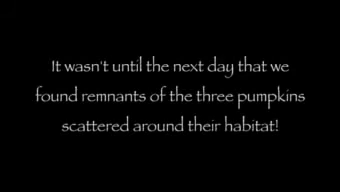 It wasn't until the next day that we
found remnants of the three pumpkins
scattered around their habitat!